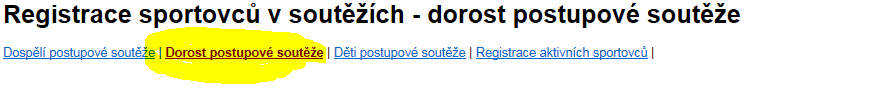 Registrace sportovců v soutěžích - dorost postupové soutěže
Dospělí postupové soutěže | Dorost postupové soutěže | Děti postupové soutěže | Registrace aktivních sportovců |